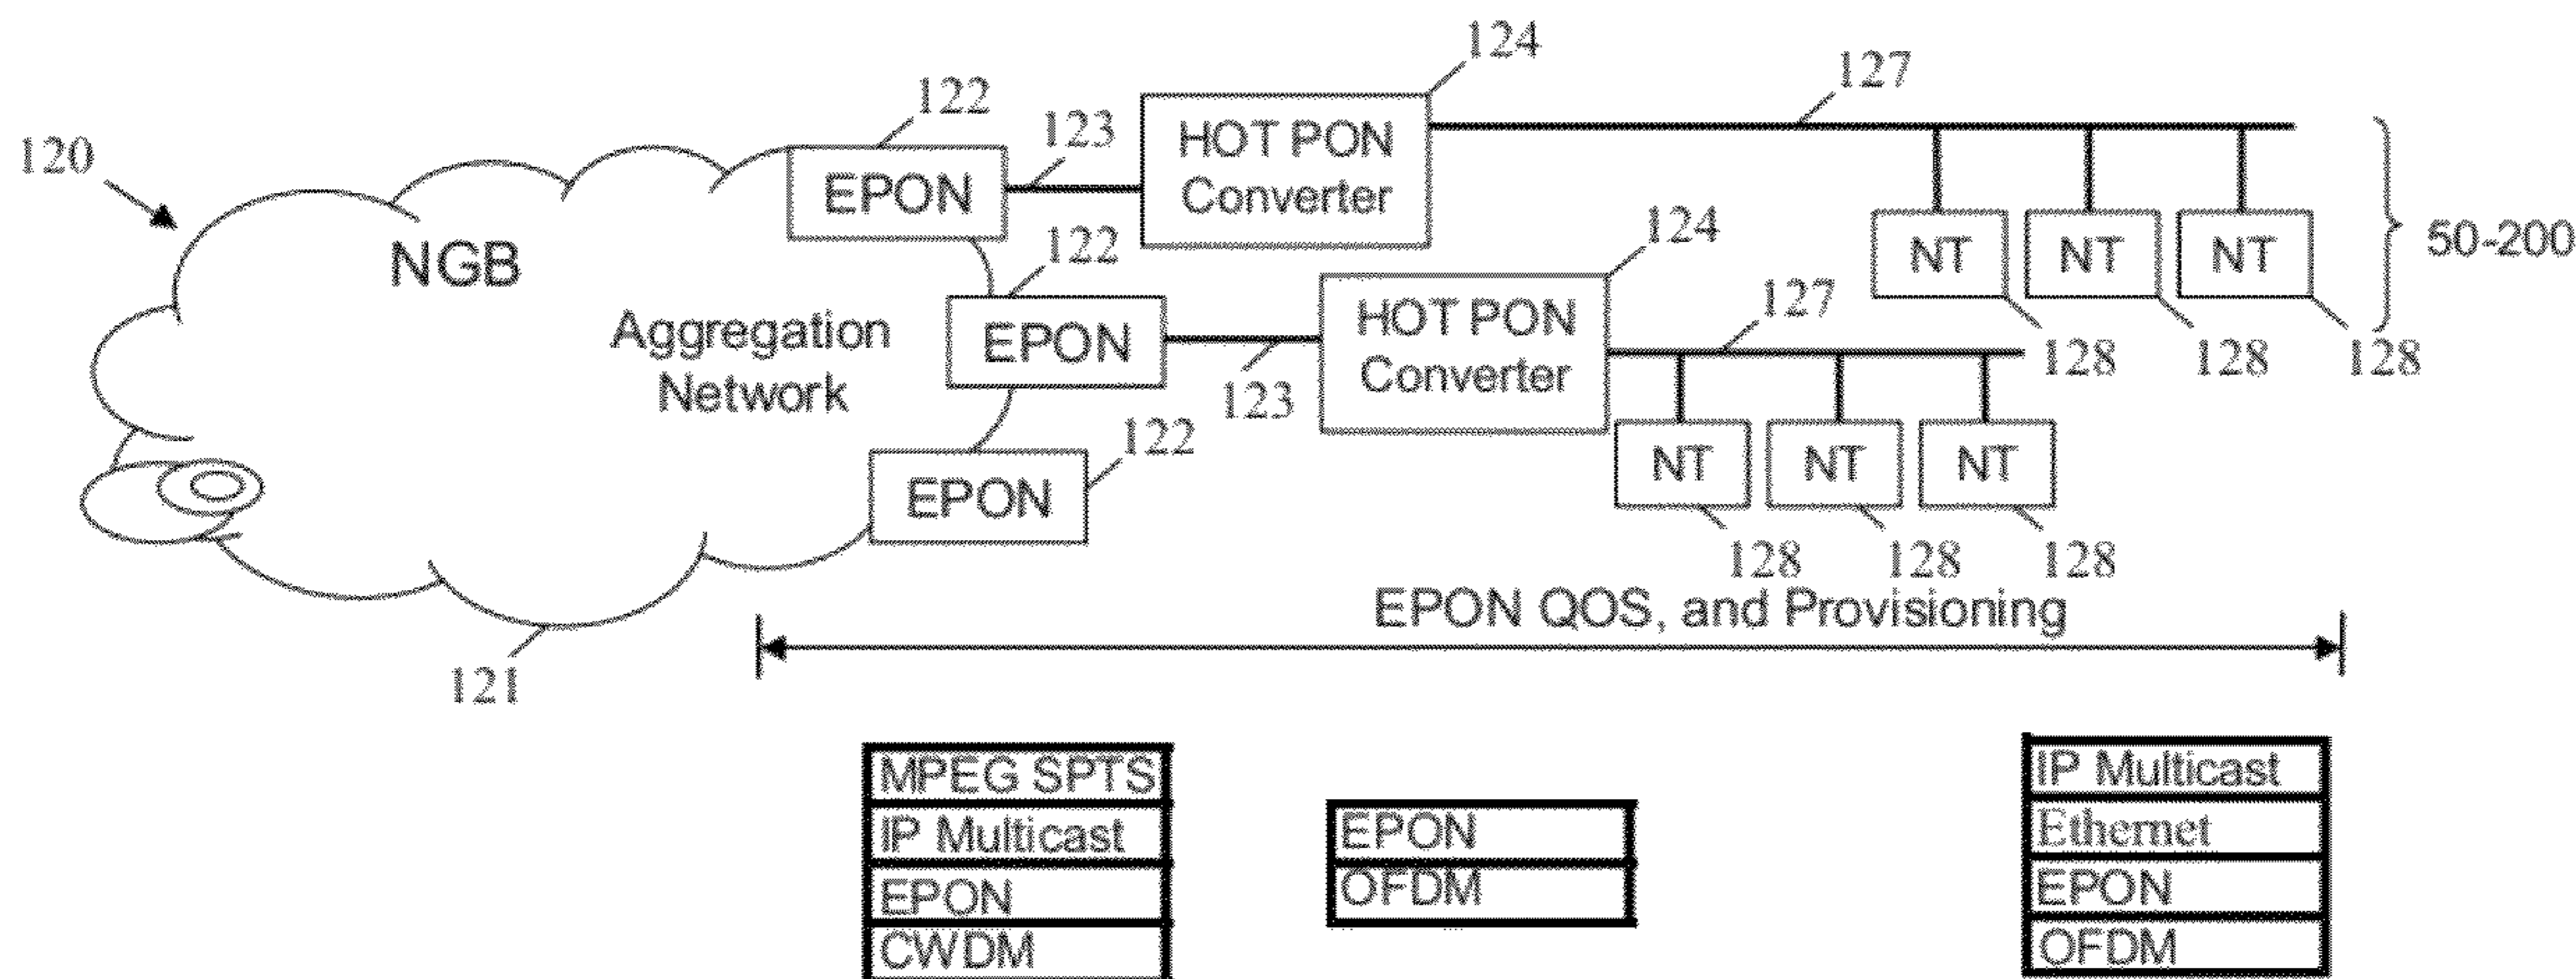 124
127
122
123
HOT PON
Converter
120
EPON
NT
NT
NT
50-200
NGB
122
124
128
128
128
Aggregation
Network
EPON
123
HOT PON
Converter
127
122
EPON
NT
NT
NT
128
128
128
EPON QOS, and Provisioning
121
MPEG SPTS
IP Multicast
EPON
CWDM
EPON
OFDM
IP Multicast
Ethernet
EPON
OFDM